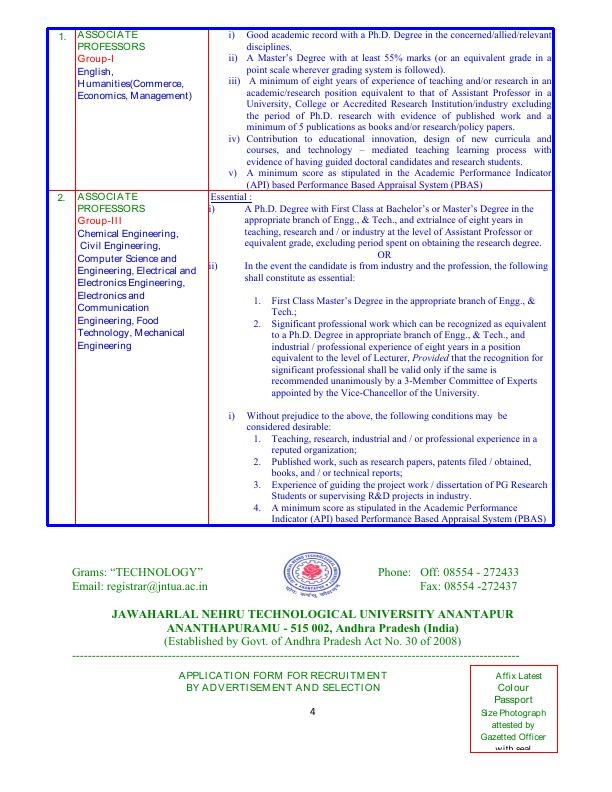 1.
ASSOCIATE
PROFESSORS
Group-I
English,
Humanities(Commerce,
Economics, Management)
i) Good academic record with a Ph.D. Degree in the concerned/allied/relevant
disciplines.
ii) A Master's Degree with at least 55% marks (or an equivalent grade in a
point scale wherever grading system is followed).
iii) A minimum of eight years of experience of teaching and/or research in an
academic/research position equivalent to that of Assistant Professor in a
University, College or Accredited Research Institution/industry excluding
the period of Ph.D. research with evidence of published work and a
minimum of 5 publications as books and/or research/policy papers.
iv) Contribution to educational innovation, design of new curricula and
courses, and technology – mediated teaching learning process with
evidence of having guided doctoral candidates and research students.
v) A minimum score as stipulated in the Academic Performance Indicator
(API) based Performance Based Appraisal System (PBAS)
2.
ASSOCIATE
PROFESSORS
Group-III
Chemical Engineering,
Civil Engineering,
Computer Science and
Engineering, Electrical and
Electronics Engineering,
Electronics and
Communication
Engineering, Food
Technology, Mechanical
Engineering
Essential :
i) A Ph.D. Degree with First Class at Bachelor's or Master's Degree in the
appropriate branch of Engg., & Tech., and extrialnce of eight years in
teaching, research and / or industry at the level of Assistant Professor or
equivalent grade, excluding period spent on obtaining the research degree.
OR
ii) In the event the candidate is from industry and the profession, the following
shall constitute as essential:
1. First Class Master's Degree in the appropriate branch of Engg., &
Tech.;
2. Significant professional work which can be recognized as equivalent
to a Ph.D. Degree in appropriate branch of Engg., & Tech., and
industrial / professional experience of eight years in a position
equivalent to the level of Lecturer, Provided that the recognition for
significant professional shall be valid only if the same is
recommended unanimously by a 3-Member Committee of Experts
appointed by the Vice-Chancellor of the University.
i) Without prejudice to the above, the following conditions may be
considered desirable:
1. Teaching, research, industrial and / or professional experience in a
reputed organization;
2. Published work, such as research papers, patents filed / obtained,
books, and / or technical reports;
3. Experience of guiding the project work / dissertation of PG Research
Students or supervising R&D projects in industry.
4. A minimum score as stipulated in the Academic Performance
Indicator (API) based Performance Based Appraisal System (PBAS)
Grams: "TECHNOLOGY"
Email: registrar@jntua.ac.in
Phone: Off: 08554 - 272433
Fax: 08554 -272437
JAWAHARLAL NEHRU TECHNOLOGICAL UNIVERSITY ANANTAPUR
ANANTHAPURAMU - 515 002, Andhra Pradesh (India)
(Established by Govt. of Andhra Pradesh Act No. 30 of 2008)
APPLICATION FORM FOR RECRUITMENT
BY ADVERTISEMENT AND SELECTION
Affix Latest
Colour
Passport
Size Photograph
attested by
Gazetted Officer
with seal
4